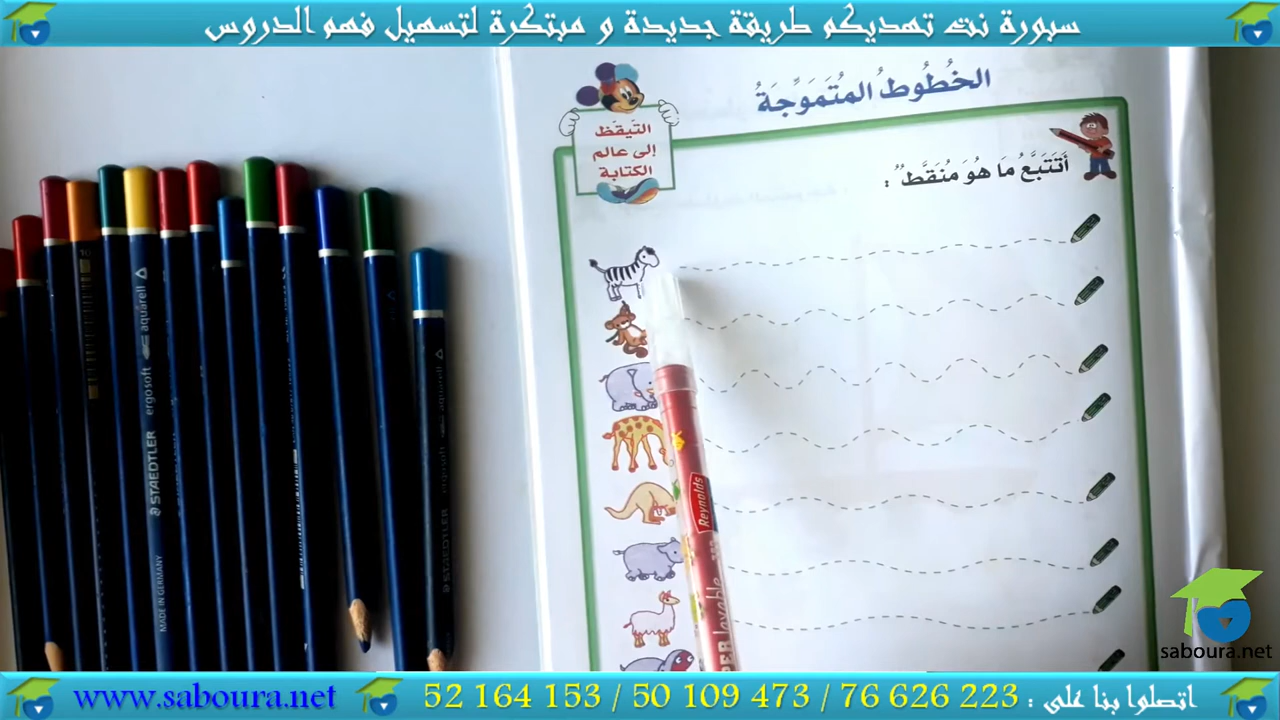 سبورة نت تهديكم طريقة جديدة و مبتكرة لتسهيل فهم الدروس
الخُطُوطُ المُتَمَوِّجَةُ
التّيقّظ
إلى عالم
الكتابة
أَتَتَبَّعُ مَا هُوَ مُنَقَّطٌ :
aquarell
ergosoft
STAEDTLER
MADE IN GERMANY
Reynolds
saboura.net
www.saboura.net
اتصلوا بنا على : 223 626 76 / 473 109 50 / 153 164 52